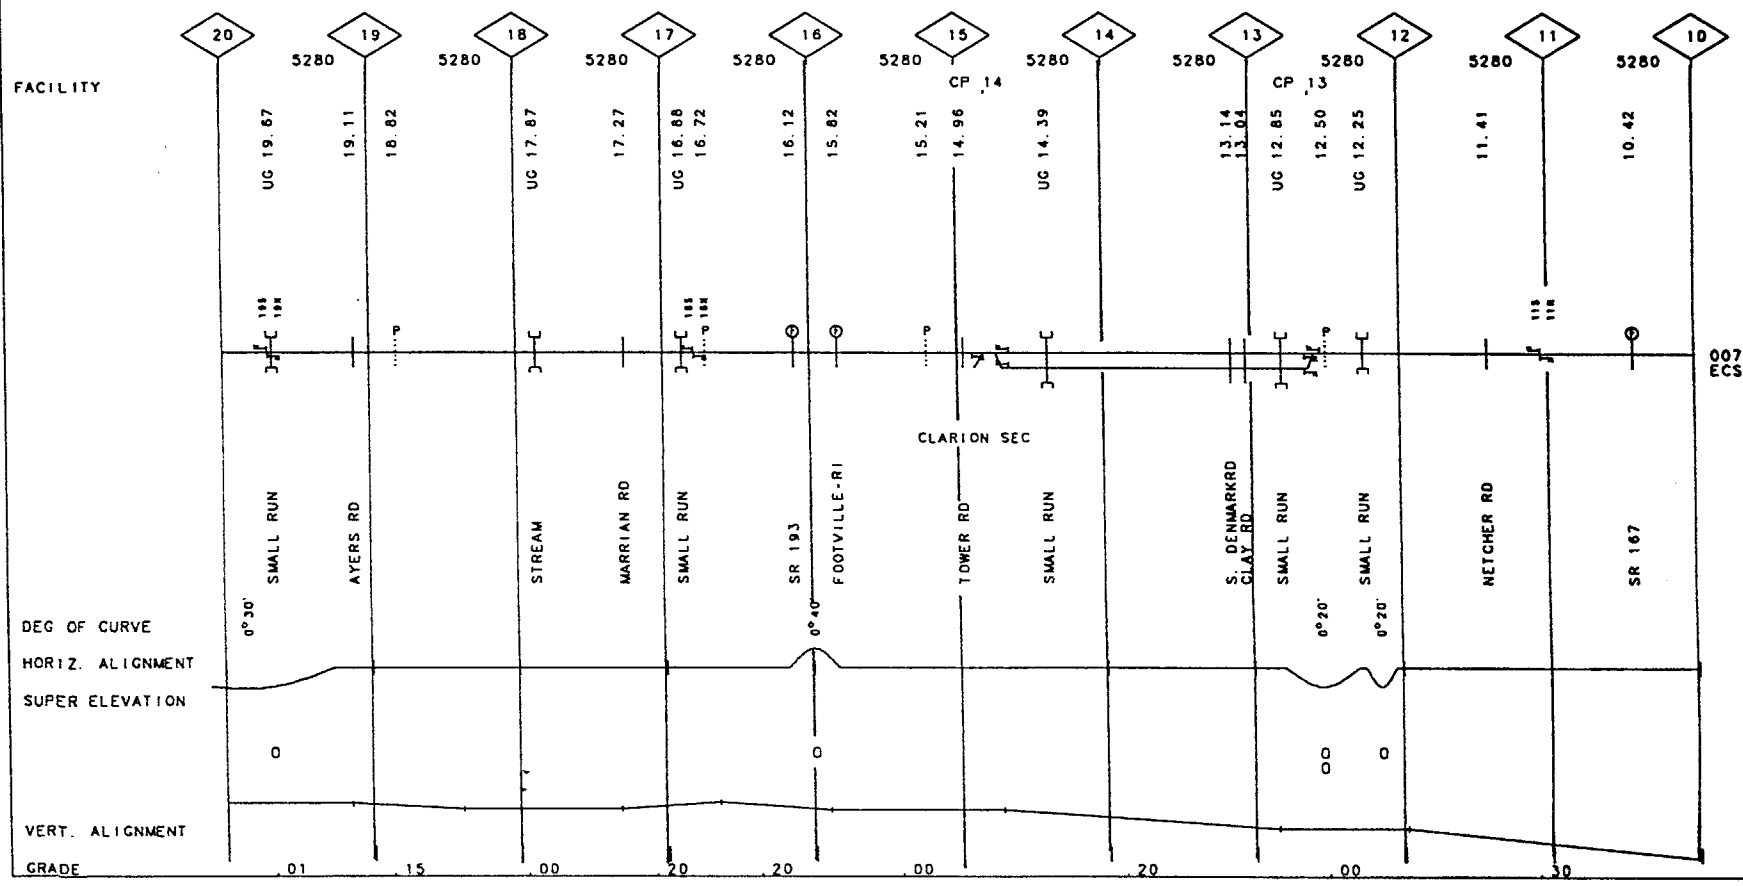 20 19 18 17 16 15 14 13 12 11 10
5280 5280 5280 5280 5280 5280 5280 5280 5280 5280
FACILITY
CP 14
CP 13
UG 19.67
19.11
18.82
UG 17.87
17.27
UG 16.88
16.72
16.12
15.82
15.21
14.96
UG 14.39
13.14
13.04
UG 12.85
12.50
UG 12.25
11.41
10.42
P P P P
007
ECS
CLARION SEC
SMALL RUN
AYERS RD
STREAM
MARRIAN RD
SMALL RUN
SR 193
FOOTVILLE-RI
TOWER RD
SMALL RUN
S. DENMARKRD
CLAY RD
SMALL RUN
SMALL RUN
NETCHER RD
SR 167
DEG OF CURVE
0°30' 0°40' 0°20' 0°20'
HORIZ. ALIGNMENT
SUPER ELEVATION
0 0 0 0
0
VERT. ALIGNMENT
GRADE .01 .15 .00 .20 .20 .00 .20 .00 .30